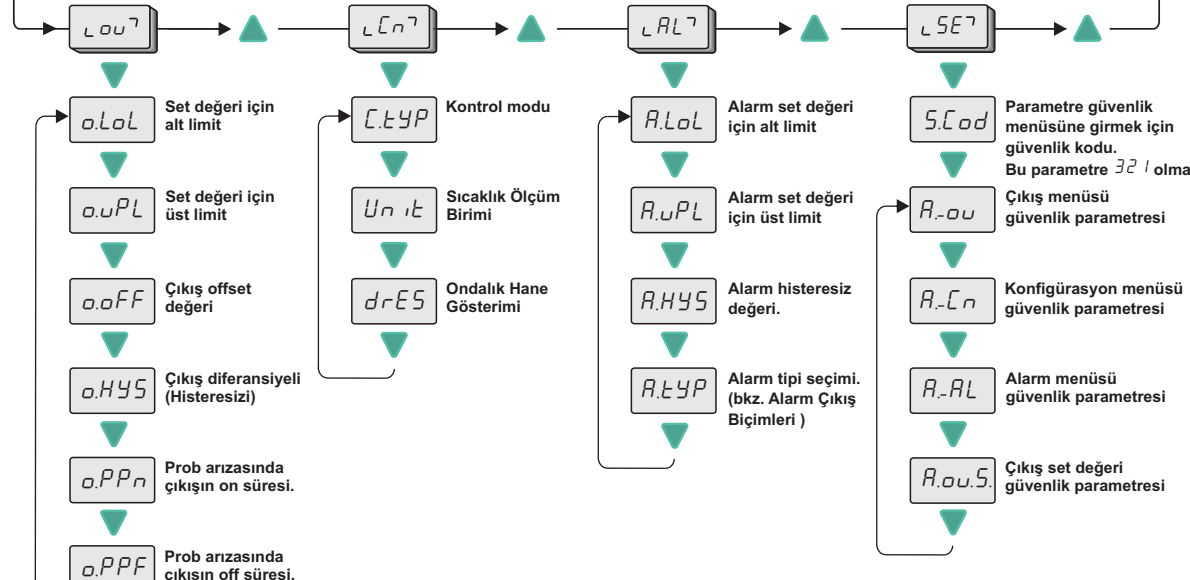 ou
Cn
AL
SE
o.LoL
Set değeri için
alt limit
o.uPL
Set değeri için
üst limit
o.oFF
Çıkış offset
değeri
o.HYS
Çıkış diferansiyeli
(Histeresizi)
o.PPn
Prob arızasında
çıkışın on süresi.
o.PPF
Prob arızasında
çıkışın off süresi.
C.tYP
Kontrol modu
Unit
Sıcaklık Ölçüm
Birimi
drES
Ondalık Hane
Gösterimi
A.LoL
Alarm set değeri
için alt limit
A.uPL
Alarm set değeri
için üst limit
A.HYS
Alarm histeresiz
değeri.
A.tYP
Alarm tipi seçimi.
(bkz. Alarm Çıkış
Biçimleri )
S.Cod
Parametre güvenlik
menüsüne girmek için
güvenlik kodu.
Bu parametre 321 olma
A.-ou
Çıkış menüsü
güvenlik parametresi
A.-Cn
Konfigürasyon menüsü
güvenlik parametresi
A.-AL
Alarm menüsü
güvenlik parametresi
A.ou.S.
Çıkış set değeri
güvenlik parametresi